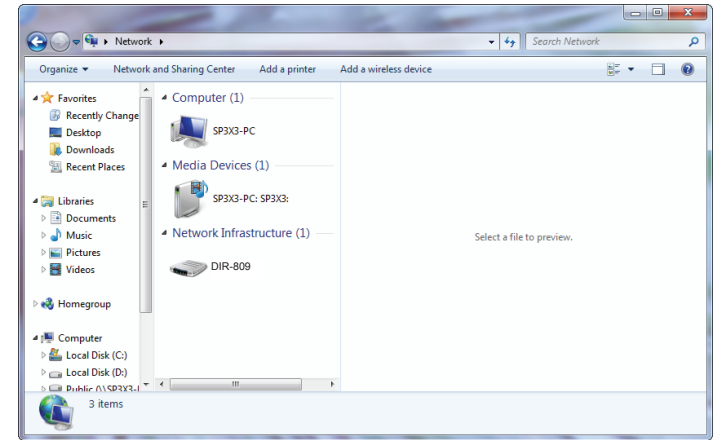 Network
Search Network
Organize Network and Sharing Center Add a printer Add a wireless device
Favorites
Recently Change
Desktop
Downloads
Recent Places
Libraries
Documents
Music
Pictures
Videos
Homegroup
Computer
Local Disk (C:)
Local Disk (D:)
Public (\\SP3X3-
Computer (1)
SP3X3-PC
Media Devices (1)
SP3X3-PC: SP3X3:
Network Infrastructure (1)
DIR-809
Select a file to preview.
3 items